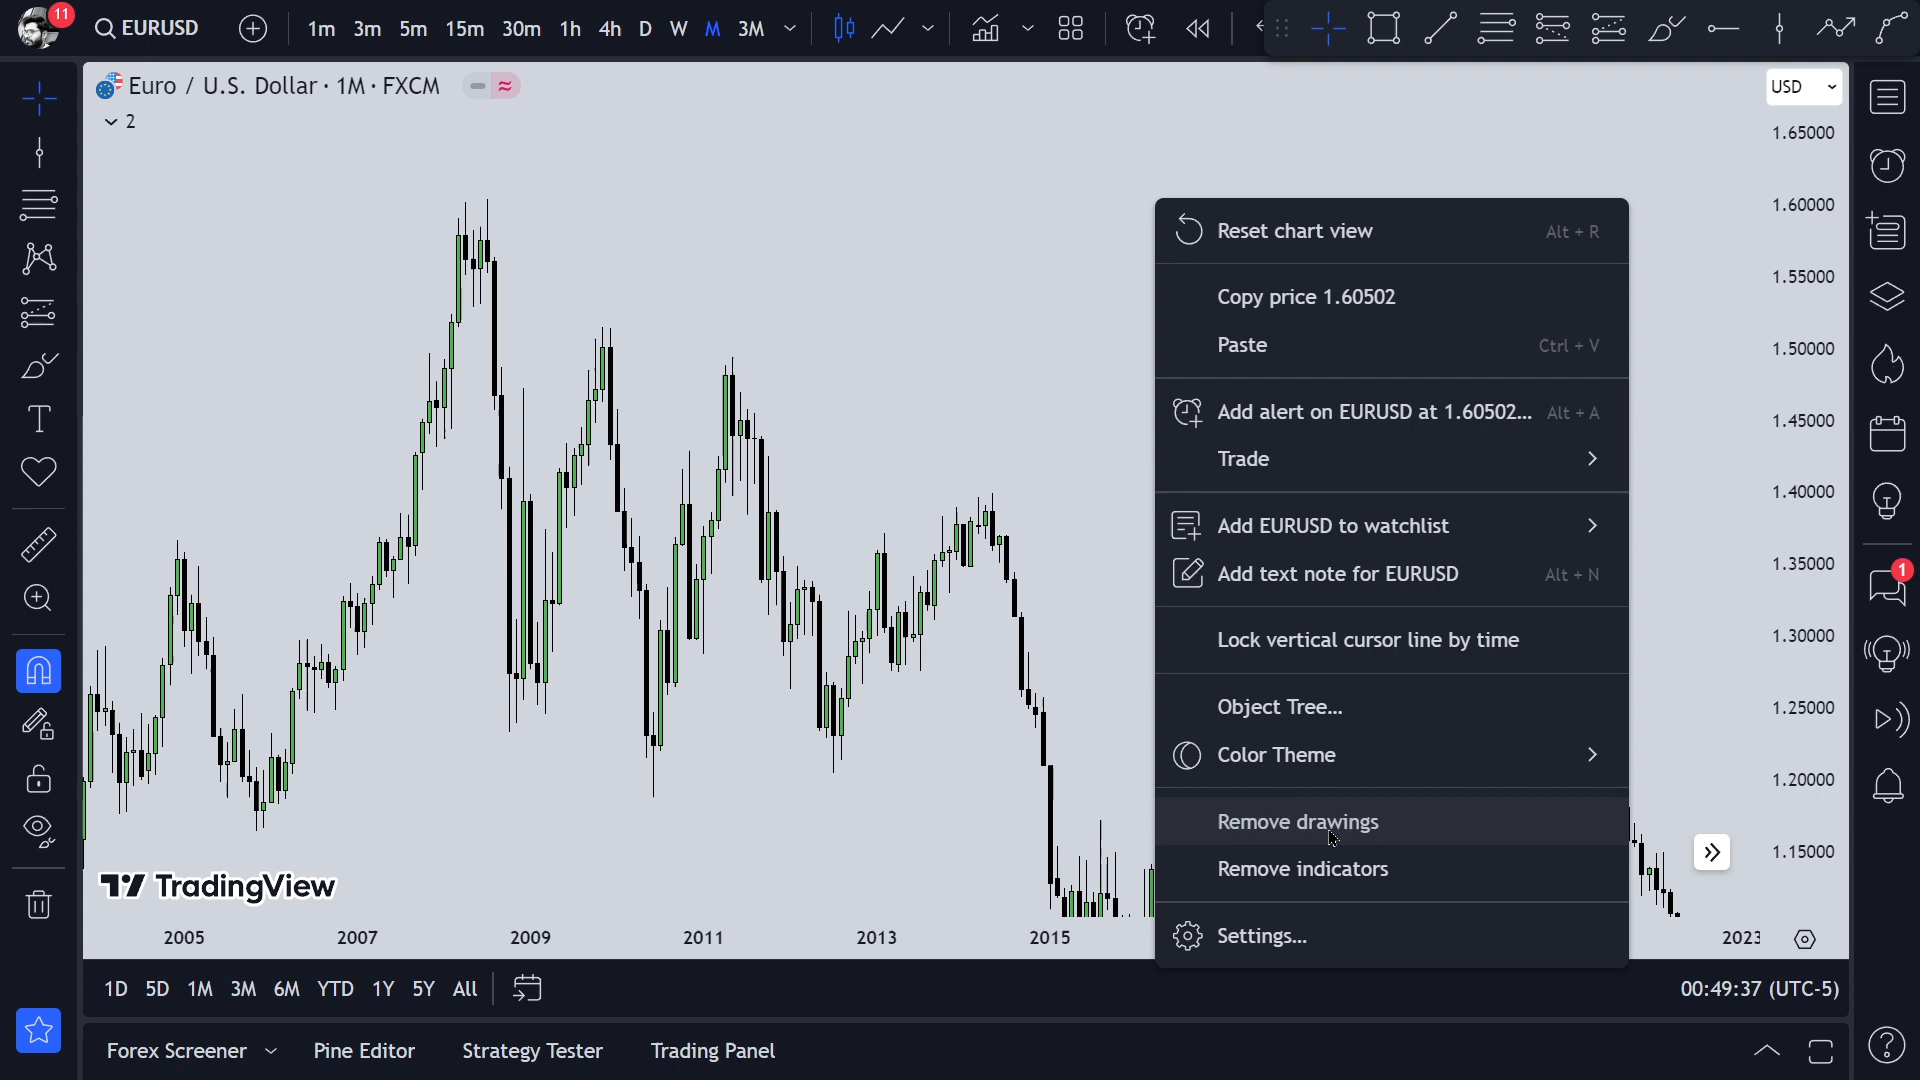 11
EURUSD
1m 3m 5m 15m 30m 1h 4h D W M 3M
Euro / U.S. Dollar · 1M · FXCM
USD
2
1.65000
1.60000
1.55000
1.50000
1.45000
1.40000
1.35000
1.30000
1.25000
1.20000
1.15000
Reset chart view Alt + R
Copy price 1.60502
Paste Ctrl + V
Add alert on EURUSD at 1.60502... Alt + A
Trade
Add EURUSD to watchlist
Add text note for EURUSD Alt + N
Lock vertical cursor line by time
Object Tree...
Color Theme
Remove drawings
Remove indicators
Settings...
1
TradingView
2005 2007 2009 2011 2013 2015 2023
1D 5D 1M 3M 6M YTD 1Y 5Y All
00:49:37 (UTC-5)
Forex Screener Pine Editor Strategy Tester Trading Panel